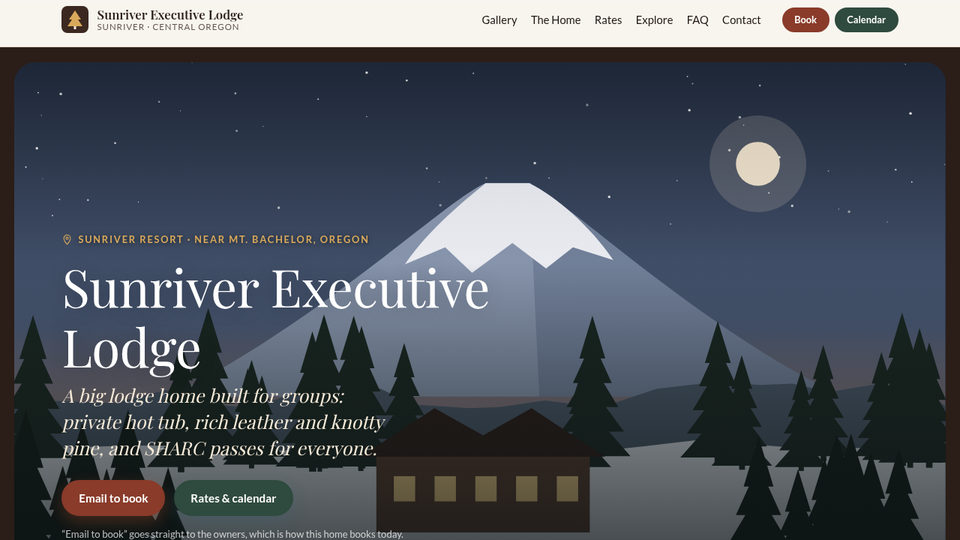 Sunriver Executive Lodge
SUNRIVER · CENTRAL OREGON
Gallery
The Home
Rates
Explore
FAQ
Contact
Book
Calendar
SUNRIVER RESORT · NEAR MT. BACHELOR, OREGON
Sunriver Executive
Lodge
A big lodge home built for groups:
private hot tub, rich leather and knotty
pine, and SHARC passes for everyone.
Email to book
Rates & calendar
“Email to book” goes straight to the owners, which is how this home books today.